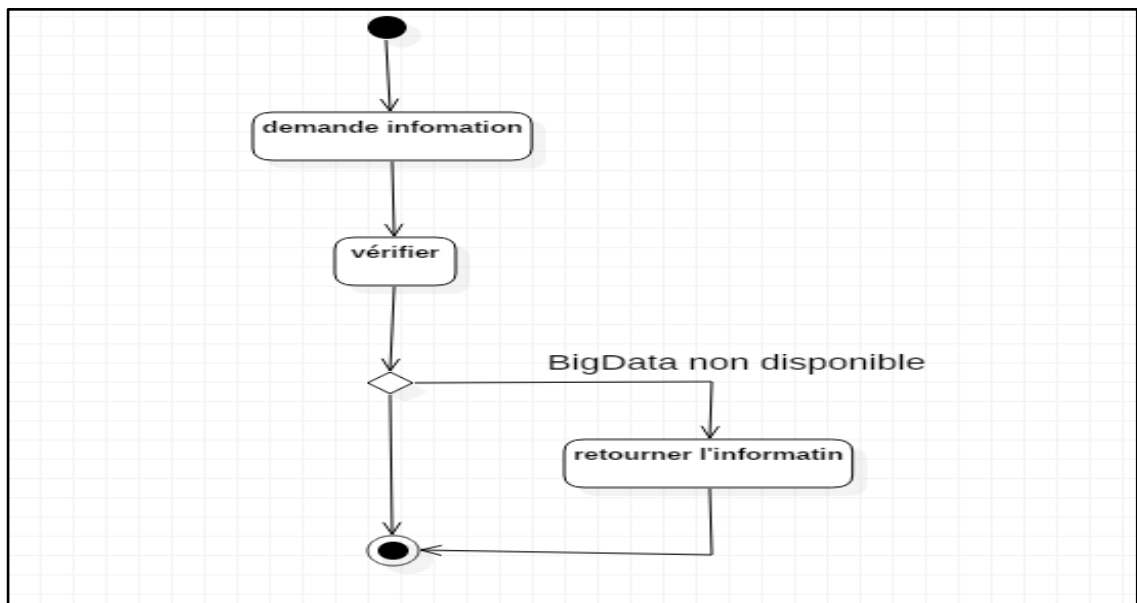 demande infomation
vérifier
BigData non disponible
retourner l'informatin